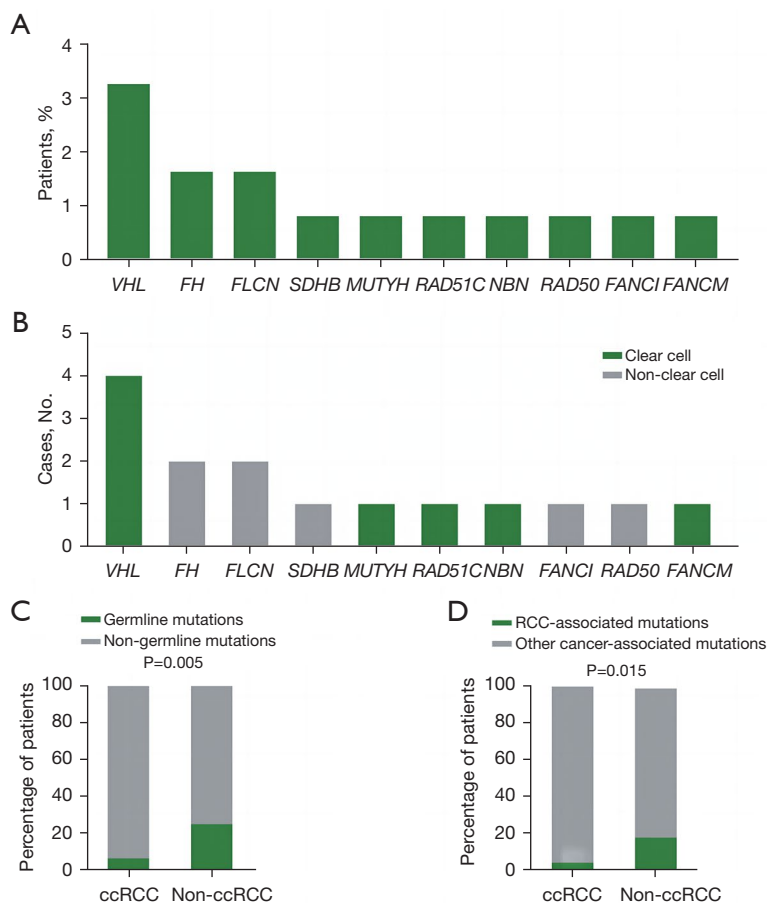 A
Patients, %
4
3
2
1
0
VHL FH FLCN SDHB MUTYH RAD51C NBN RAD50 FANCI FANCM
B
Cases, No.
5
4
3
2
1
0
Clear cell
Non-clear cell
VHL FH FLCN SDHB MUTYH RAD51C NBN FANCI RAD50 FANCM
C
Germline mutations
Non-germline mutations
P=0.005
Percentage of patients
100
80
60
40
20
0
ccRCC Non-ccRCC
D
RCC-associated mutations
Other cancer-associated mutations
P=0.015
Percentage of patients
100
80
60
40
20
0
ccRCC Non-ccRCC